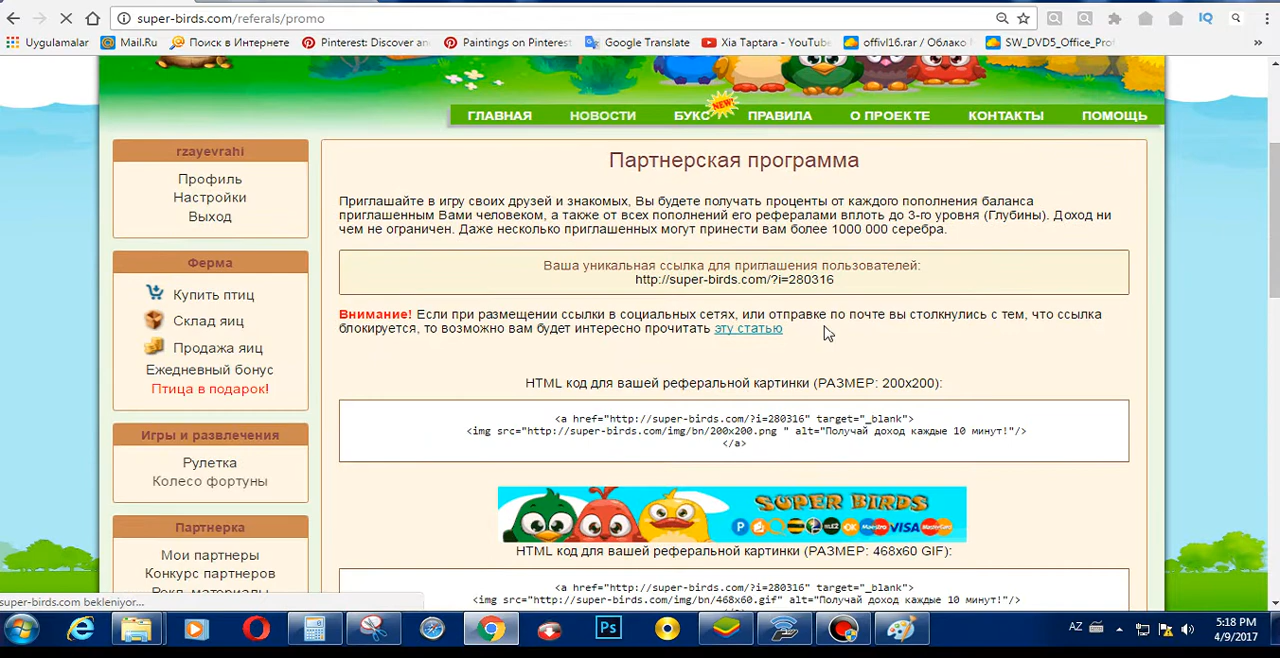 super-birds.com/referals/promo
Uygulamalar
Mail.Ru
Поиск в Интернете
Pinterest: Discover an
Paintings on Pinterest
Google Translate
Xia Taptara - YouTube
offivl16.rar / Облако
SW_DVD5_Office_Prof
ГЛАВНАЯ
НОВОСТИ
БУКС
NEW!
ПРАВИЛА
О ПРОЕКТЕ
КОНТАКТЫ
ПОМОЩЬ
rzayevrahi
Профиль
Настройки
Выход
Ферма
Купить птиц
Склад яиц
Продажа яиц
Ежедневный бонус
Птица в подарок!
Игры и развлечения
Рулетка
Колесо фортуны
Партнерка
Мои партнеры
Конкурс партнеров
Рекл. материалы
Партнерская программа
Приглашайте в игру своих друзей и знакомых, Вы будете получать проценты от каждого пополнения баланса
приглашенным Вами человеком, а также от всех пополнений его рефералами вплоть до 3-го уровня (Глубины). Доход ни
чем не ограничен. Даже несколько приглашенных могут принести вам более 1000 000 серебра.
Ваша уникальная ссылка для приглашения пользователей:
http://super-birds.com/?i=280316
Внимание! Если при размещении ссылки в социальных сетях, или отправке по почте вы столкнулись с тем, что ссылка
блокируется, то возможно вам будет интересно прочитать эту статью
HTML код для вашей реферальной картинки (РАЗМЕР: 200x200):
<a href="http://super-birds.com/?i=280316" target="_blank">
<img src="http://super-birds.com/img/bn/200x200.png " alt="Получай доход каждые 10 минут!"/>
</a>
SUPER BIRDS
VISA
HTML код для вашей реферальной картинки (РАЗМЕР: 468x60 GIF):
<a href="http://super-birds.com/?i=280316" target="_blank">
<img src="http://super-birds.com/img/bn/468x60.gif" alt="Получай доход каждые 10 минут!"/>
super-birds.com bekleniyor...
Ps
AZ
5:18 PM
4/9/2017